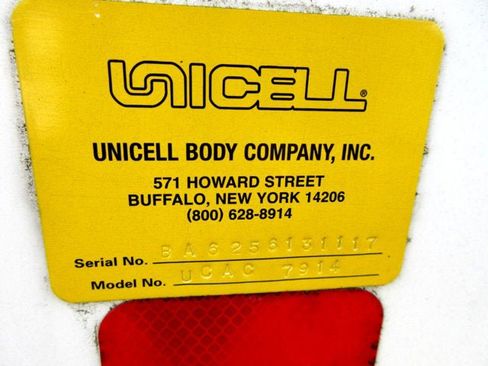 UNICELL®
UNICELL BODY COMPANY, INC.
571 HOWARD STREET
BUFFALO, NEW YORK 14206
(800) 628-8914
Serial No. BA6256131117
Model No. UCAC 7914